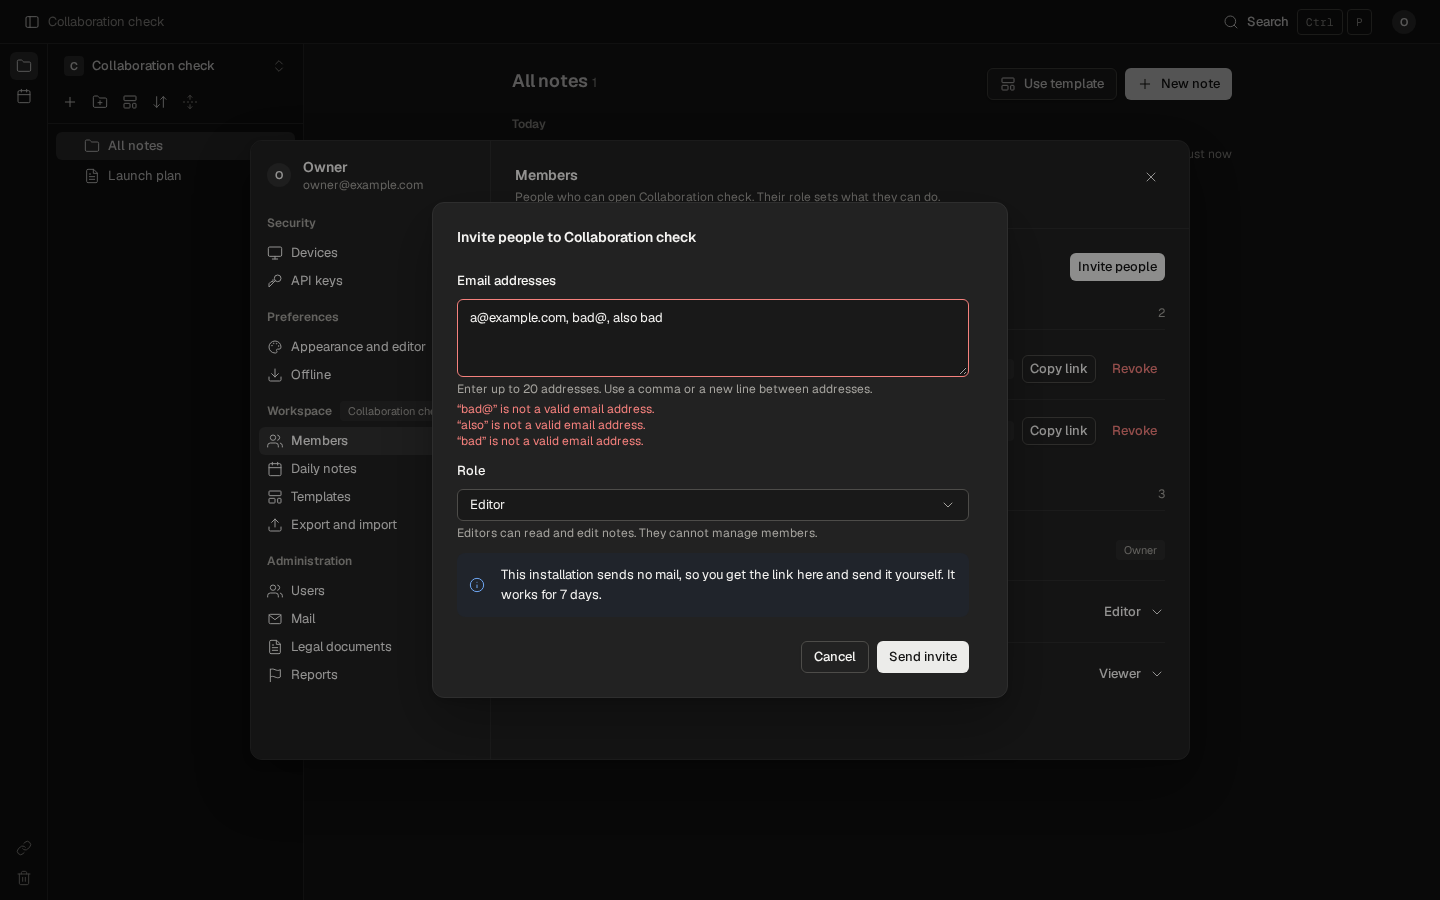 Collaboration check
Search Ctrl P O
C Collaboration check
All notes
Launch plan
All notes 1
Use template
New note
Today
ust now
O Owner
owner@example.com
Security
Devices
API keys
Preferences
Appearance and editor
Offline
Workspace Collaboration che
Members
Daily notes
Templates
Export and import
Administration
Users
Mail
Legal documents
Reports
Members
People who can open Collaboration check. Their role sets what they can do.
Invite people
2
Copy link Revoke
Copy link Revoke
3
Owner
Editor
Viewer
Invite people to Collaboration check
Email addresses
a@example.com, bad@, also bad
Enter up to 20 addresses. Use a comma or a new line between addresses.
“bad@” is not a valid email address.
“also” is not a valid email address.
“bad” is not a valid email address.
Role
Editor
Editors can read and edit notes. They cannot manage members.
This installation sends no mail, so you get the link here and send it yourself. It
works for 7 days.
Cancel
Send invite